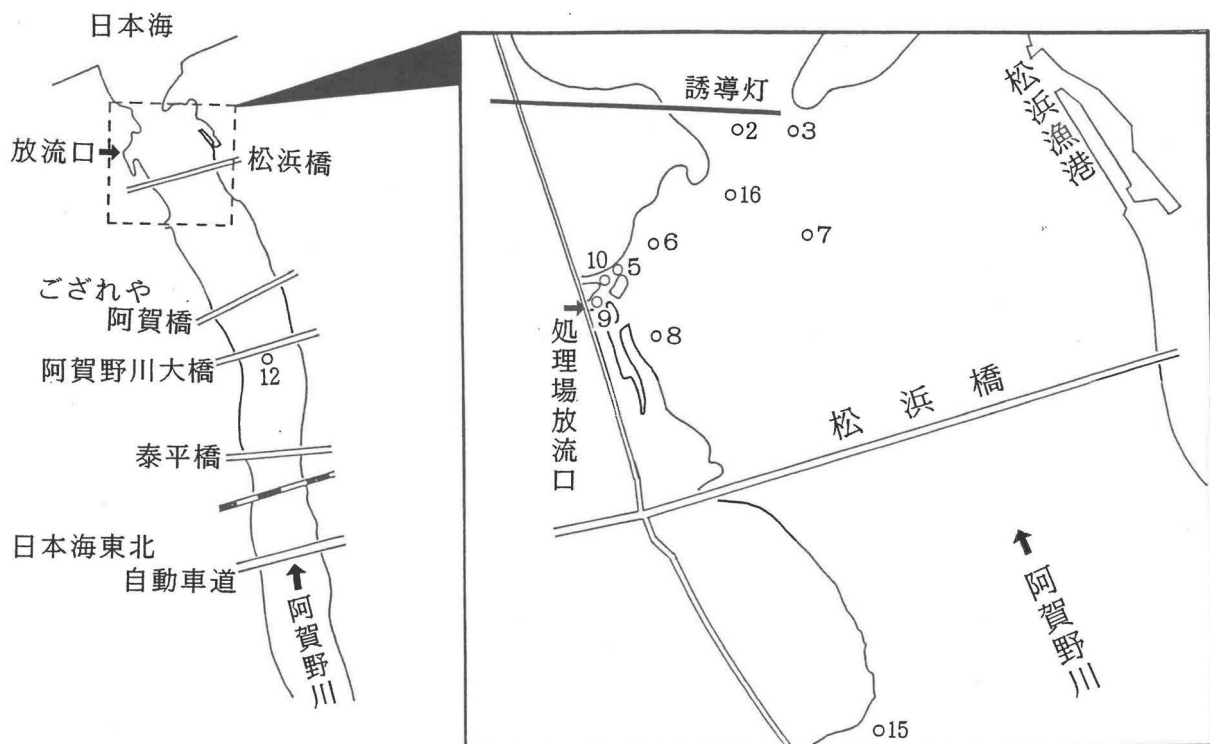 日本海
放流口
松浜橋
ござれや
阿賀橋
阿賀野川大橋
12
泰平橋
日本海東北
自動車道
阿賀野川
誘導灯
2
3
松浜漁港
16
7
6
10
5
9
8
処理場放流口
松浜橋
阿賀野川
15